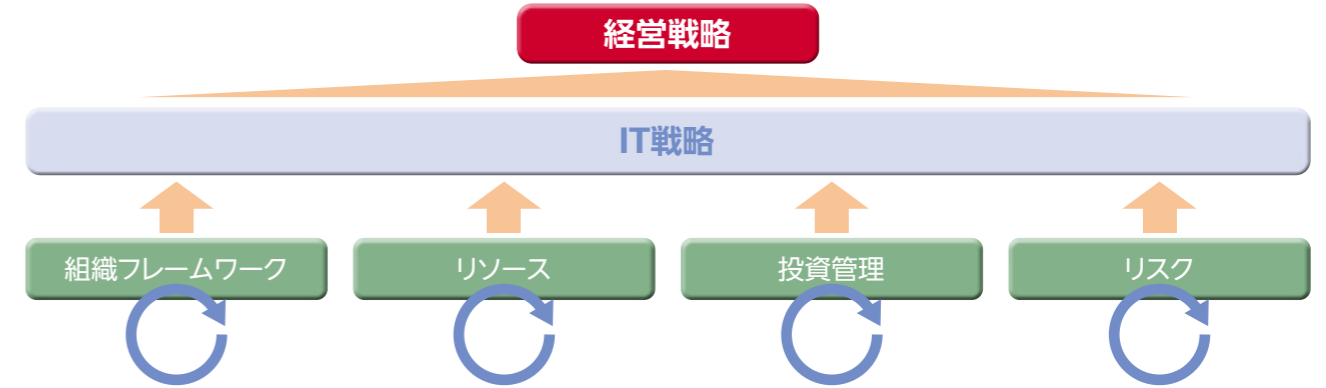 経営戦略
IT戦略
組織フレームワーク
リソース
投資管理
リスク